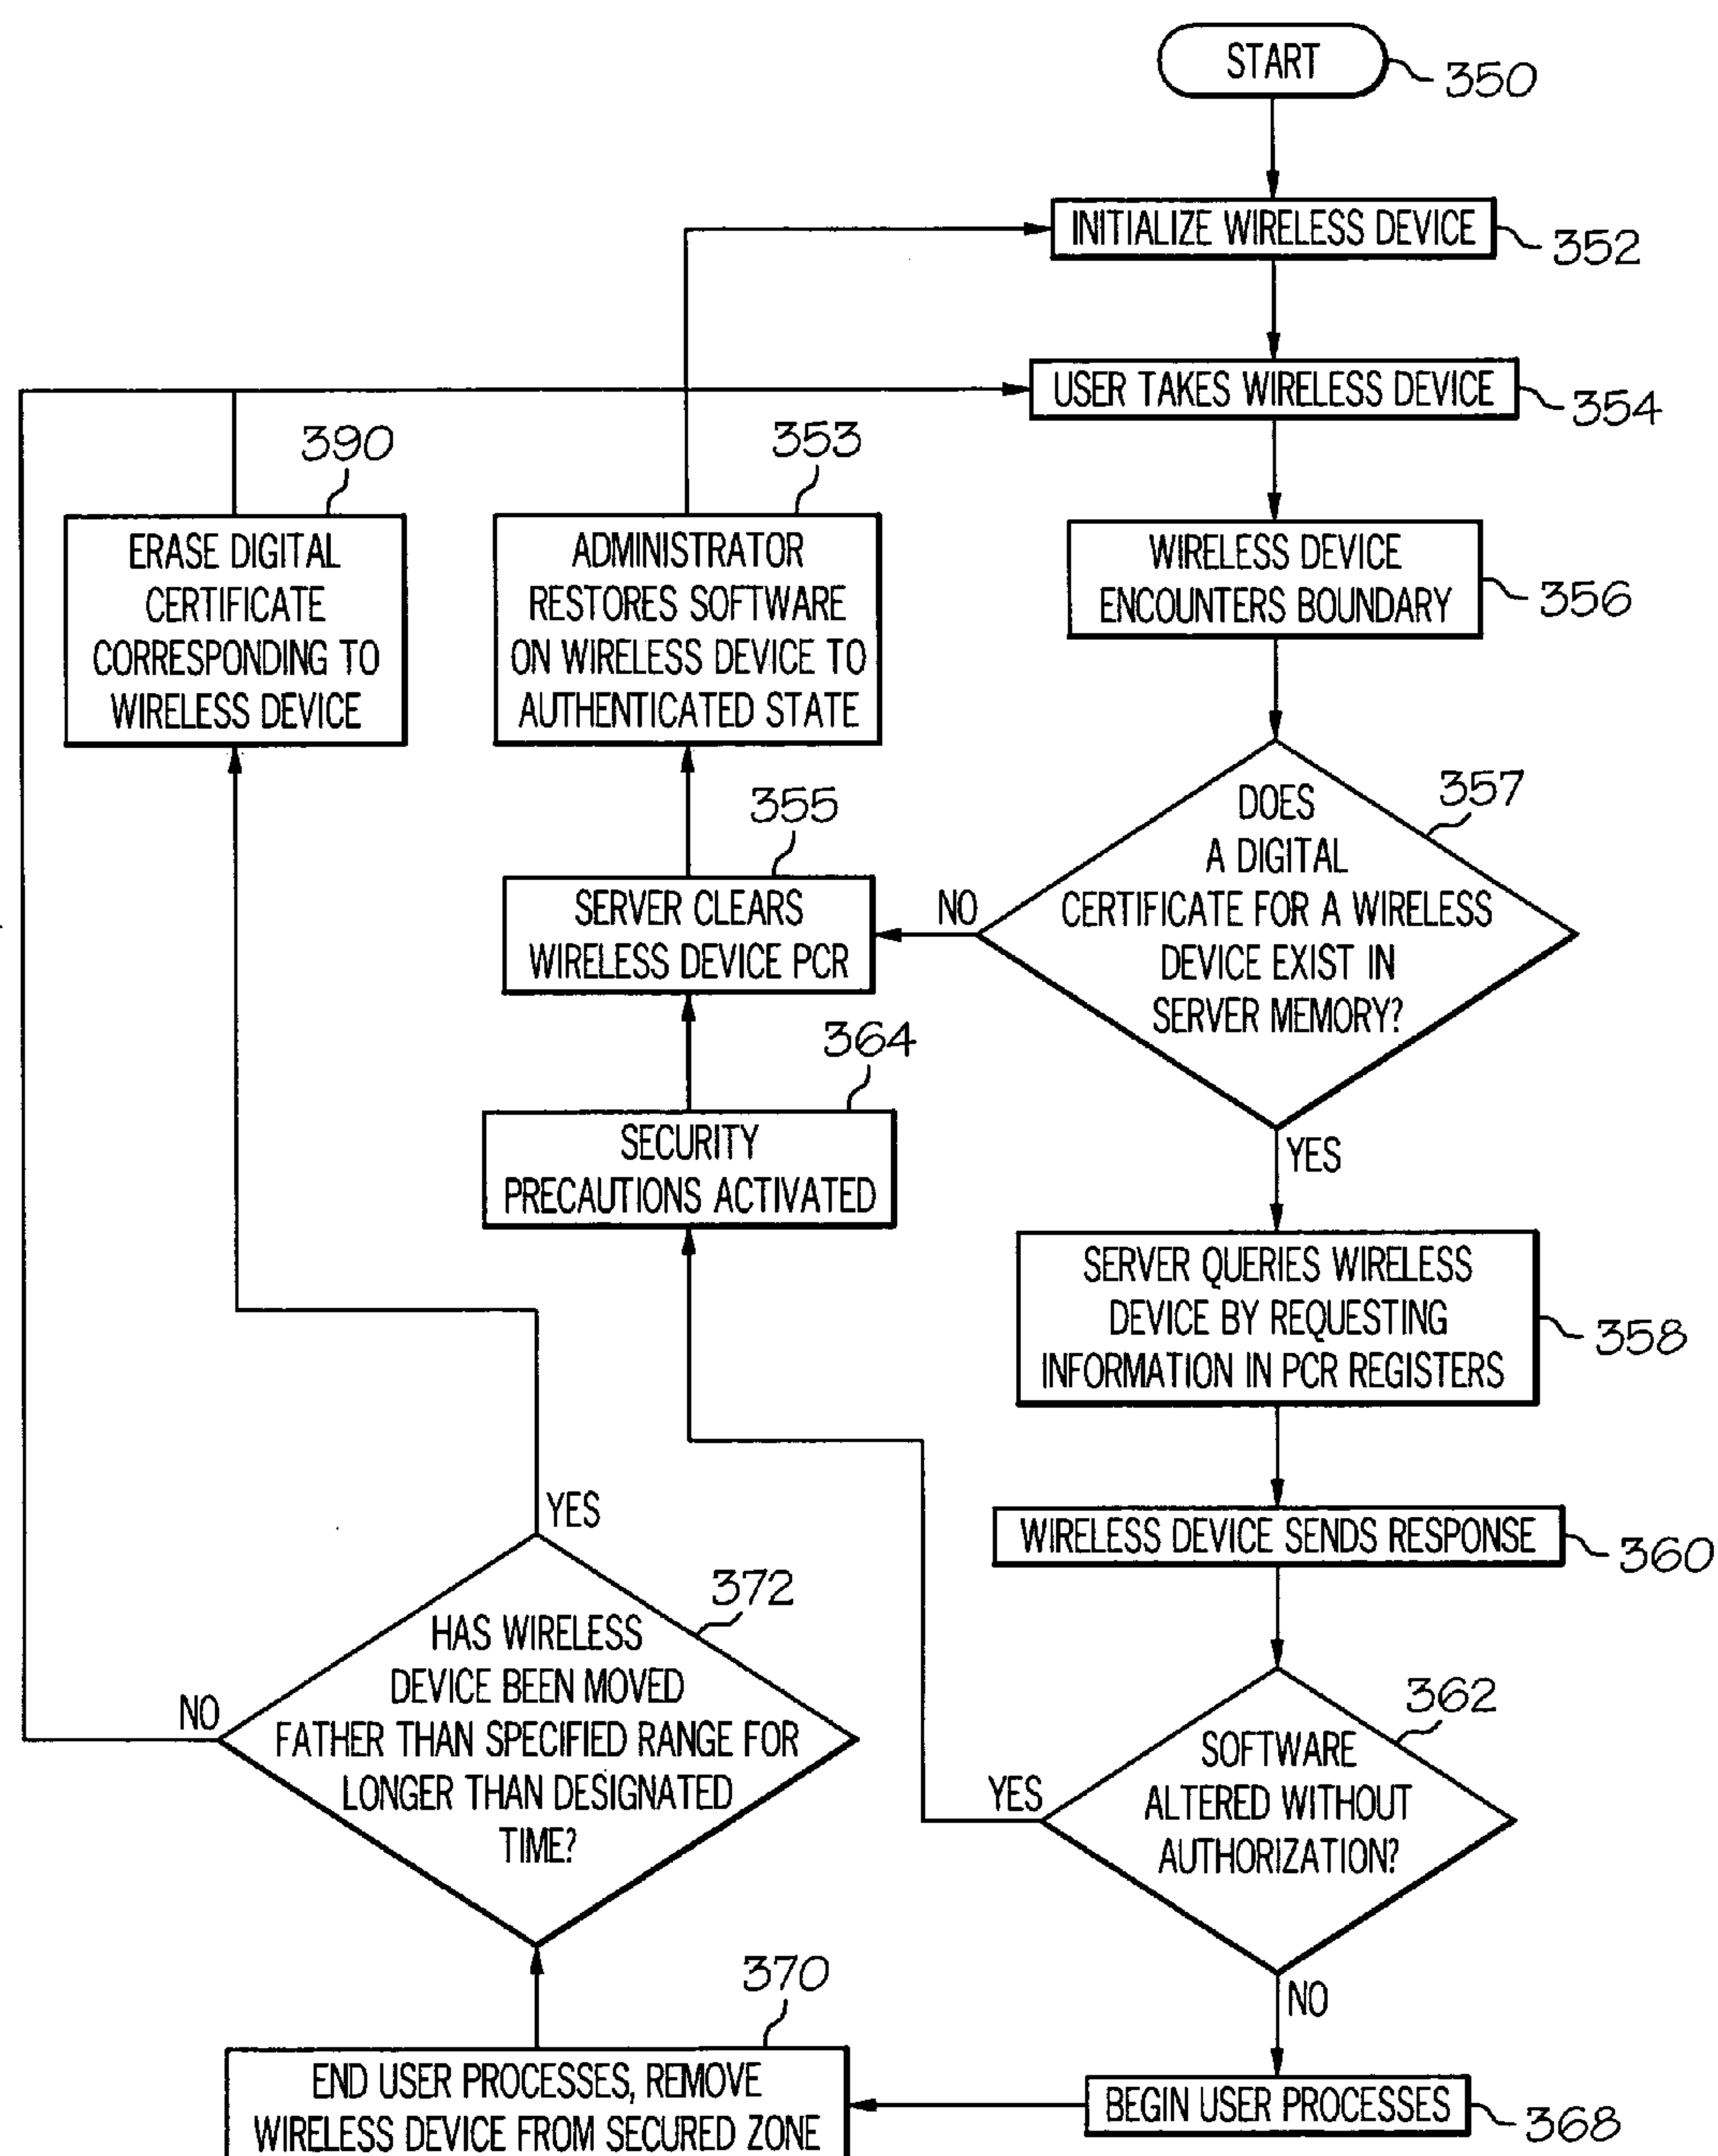 START
350
INITIALIZE WIRELESS DEVICE
352
USER TAKES WIRELESS DEVICE
354
390
ERASE DIGITAL
CERTIFICATE
CORRESPONDING TO
WIRELESS DEVICE
353
ADMINISTRATOR
RESTORES SOFTWARE
ON WIRELESS DEVICE TO
AUTHENTICATED STATE
WIRELESS DEVICE
ENCOUNTERS BOUNDARY
356
355
SERVER CLEARS
WIRELESS DEVICE PCR
NO
357
DOES
A DIGITAL
CERTIFICATE FOR A WIRELESS
DEVICE EXIST IN
SERVER MEMORY?
YES
364
SECURITY
PRECAUTIONS ACTIVATED
SERVER QUERIES WIRELESS
DEVICE BY REQUESTING
INFORMATION IN PCR REGISTERS
358
WIRELESS DEVICE SENDS RESPONSE
360
YES
372
HAS WIRELESS
DEVICE BEEN MOVED
FATHER THAN SPECIFIED RANGE FOR
LONGER THAN DESIGNATED
TIME?
NO
362
SOFTWARE
ALTERED WITHOUT
AUTHORIZATION?
YES
NO
370
END USER PROCESSES, REMOVE
WIRELESS DEVICE FROM SECURED ZONE
BEGIN USER PROCESSES
368